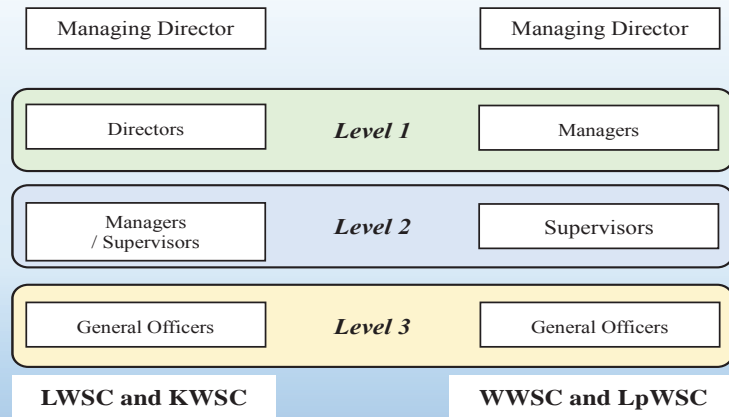 Managing Director
Managing Director
Directors
Level 1
Managers
Managers
/ Supervisors
Level 2
Supervisors
General Officers
Level 3
General Officers
LWSC and KWSC
WWSC and LpWSC